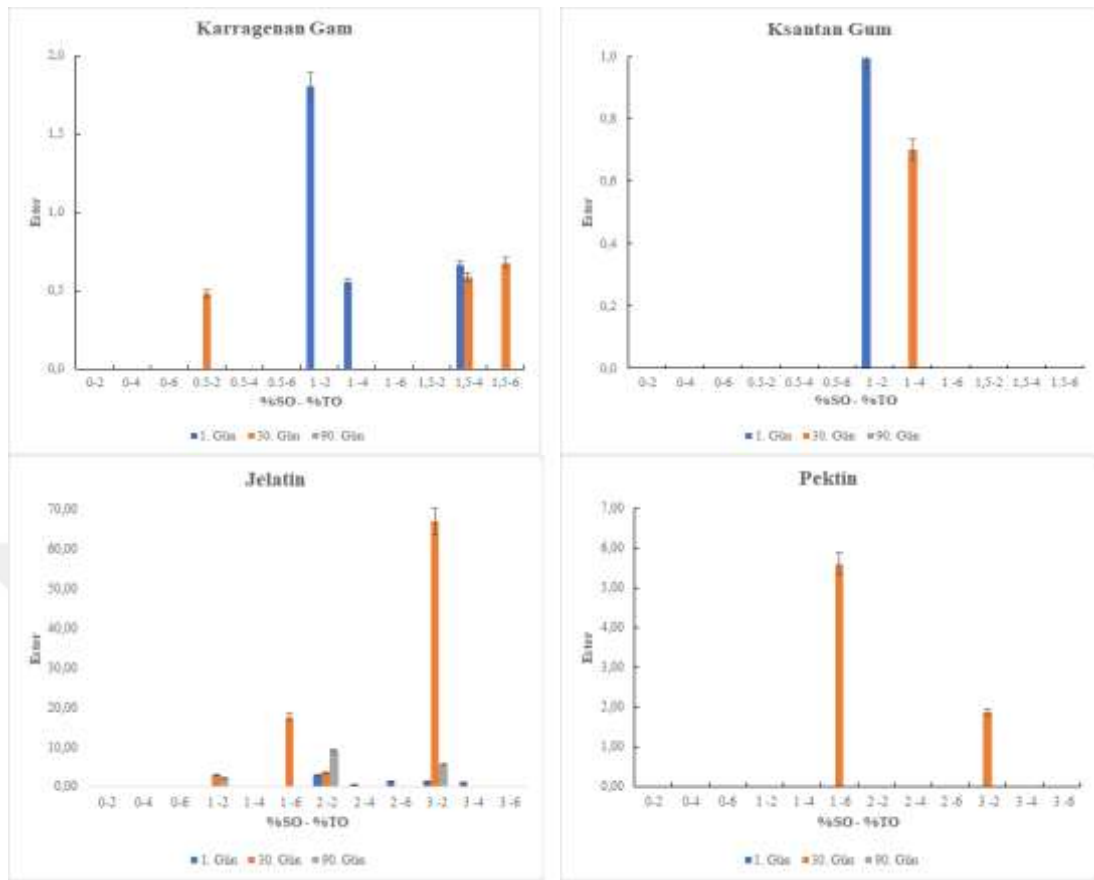 Karragenan Gam
2,0
1,5
1,0
0,5
0,0
Ester
0-2 0-4 0-6 0.5-2 0.5-4 0.5-6 1 -2 1 -4 1 -6 1,5-2 1,5-4 1,5-6
%SO - %TO
1. Gün 30. Gün 90. Gün
Ksantan Gum
1,0
0,8
0,6
0,4
0,2
0,0
Ester
0-2 0-4 0-6 0.5-2 0.5-4 0.5-6 1 -2 1 -4 1 -6 1,5-2 1,5-4 1.5-6
%SO - %TO
1. Gün 30. Gün 90. Gün
Jelatin
70,00
60,00
50,00
40,00
30,00
20,00
10,00
0,00
Ester
0-2 0-4 0-6 1 -2 1 -4 1 -6 2 -2 2 -4 2 -6 3 -2 3 -4 3 -6
%SO - %TO
1. Gün 30. Gün 90. Gün
Pektin
7,00
6,00
5,00
4,00
3,00
2,00
1,00
0,00
Ester
0-2 0-4 0-6 1 -2 1 -4 1 -6 2 -2 2 -4 2 -6 3 -2 3 -4 3 -6
%SO - %TO
1. Gün 30. Gün 90. Gün